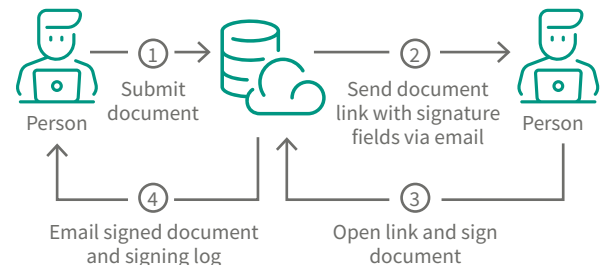 1
Submit
document
2
Send document
link with signature
fields via email
Person
Person
4
Email signed document
and signing log
3
Open link and sign
document